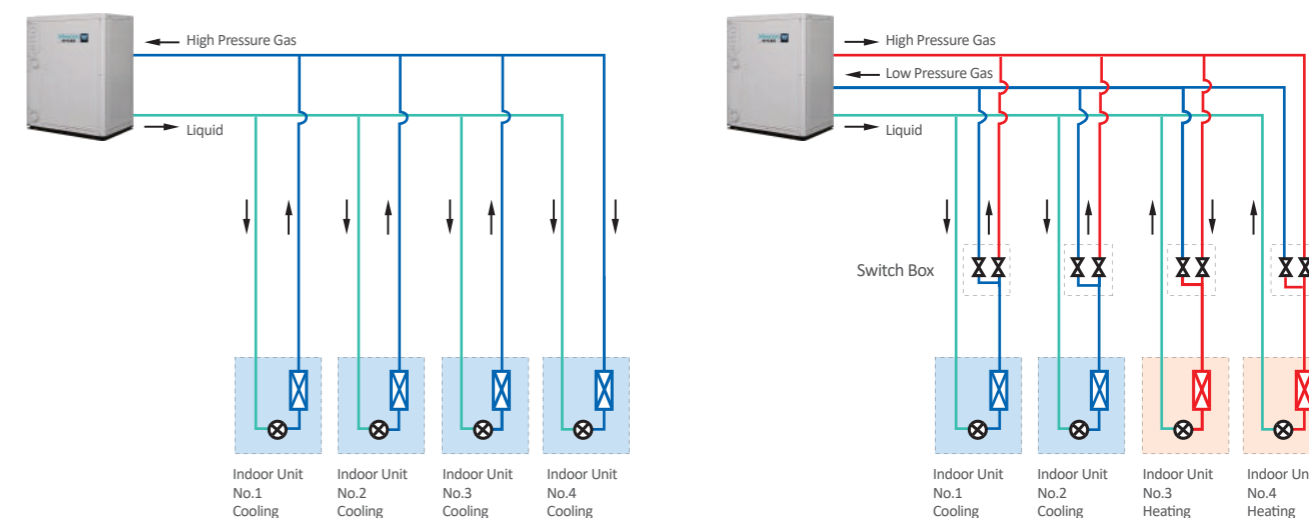 High Pressure Gas
Liquid
Indoor Unit
No.1
Cooling
Indoor Unit
No.2
Cooling
Indoor Unit
No.3
Cooling
Indoor Unit
No.4
Cooling
High Pressure Gas
Low Pressure Gas
Liquid
Switch Box
Indoor Unit
No.1
Cooling
Indoor Unit
No.2
Cooling
Indoor Unit
No.3
Heating
Indoor Un
No.4
Heating